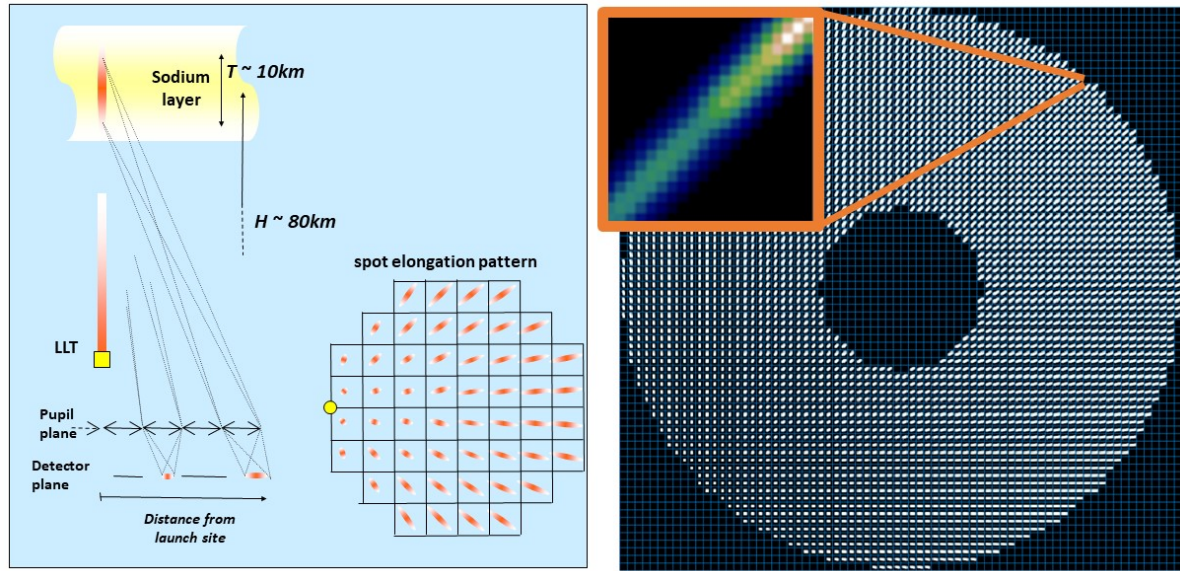 Sodium
layer
T ~ 10km
H ~ 80km
LLT
spot elongation pattern
Pupil
plane
Detector
plane
Distance from
launch site